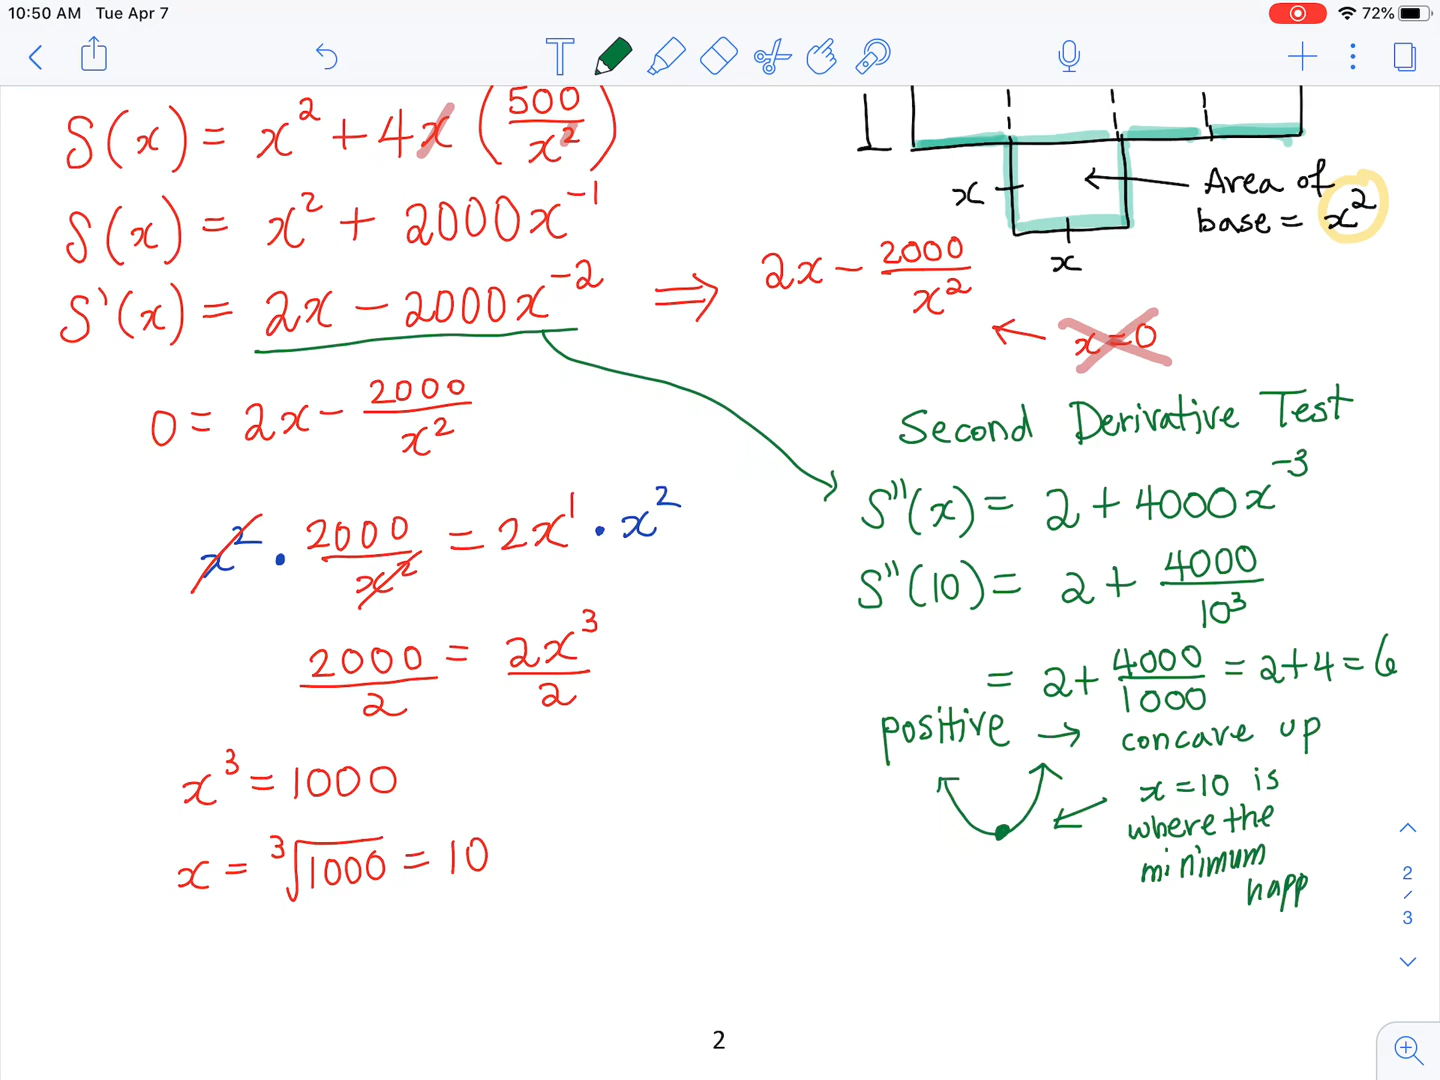 10:50 AM Tue Apr 7
72%
T
S(x) = x² + 4x (500/x²)
S(x) = x² + 2000x⁻¹
S'(x) = 2x − 2000x⁻² ⇒ 2x − 2000/x²
← x=0
0 = 2x − 2000/x²
x² · 2000/x² = 2x¹ · x²
2000/2 = 2x³/2
x³ = 1000
x = ³√1000 = 10
x
x
← Area of
base = x²
Second Derivative Test
S''(x) = 2 + 4000x⁻³
S''(10) = 2 + 4000/10³
= 2 + 4000/1000 = 2+4 = 6
positive → concave up
← x=10 is
where the
minimum
happ
2
/
3
2